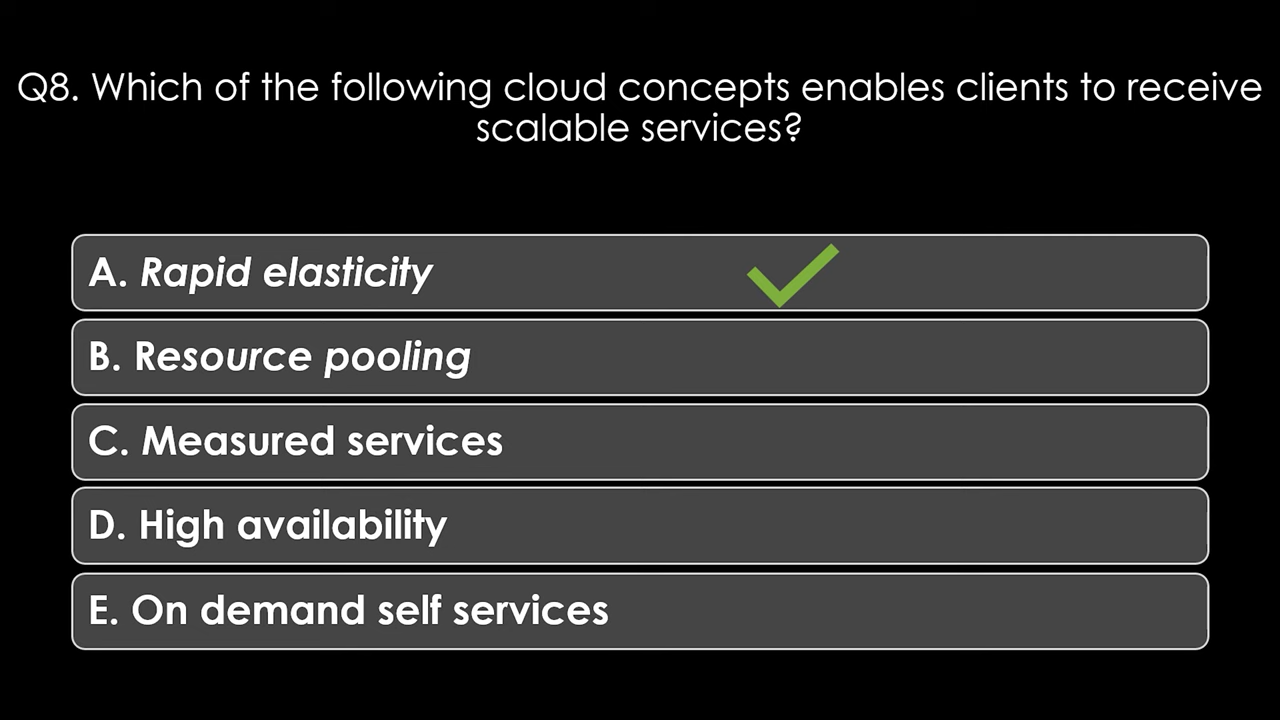 Q8. Which of the following cloud concepts enables clients to receive
scalable services?
A. Rapid elasticity
B. Resource pooling
C. Measured services
D. High availability
E. On demand self services